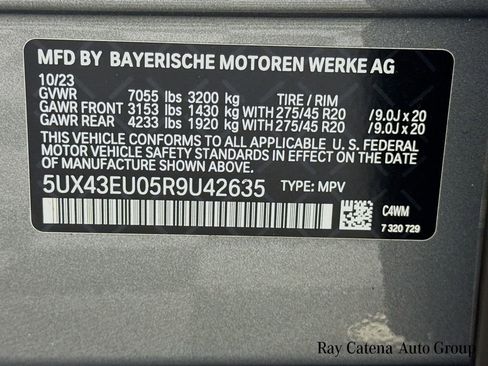 MFD BY BAYERISCHE MOTOREN WERKE AG
10/23
GVWR 7055 lbs 3200 kg TIRE / RIM
GAWR FRONT 3153 lbs 1430 kg WITH 275/45 R20 /9.0J x 20
GAWR REAR 4233 lbs 1920 kg WITH 275/45 R20 /9.0J x 20
THIS VEHICLE CONFORMS TO ALL APPLICABLE U. S. FEDERAL
MOTOR VEHICLE SAFETY STANDARDS IN EFFECT ON THE DATE
OF MANUFACTURE SHOWN ABOVE.
5UX43EU05R9U42635 TYPE: MPV
C4WM
7 320 729
Ray Catena Auto Group